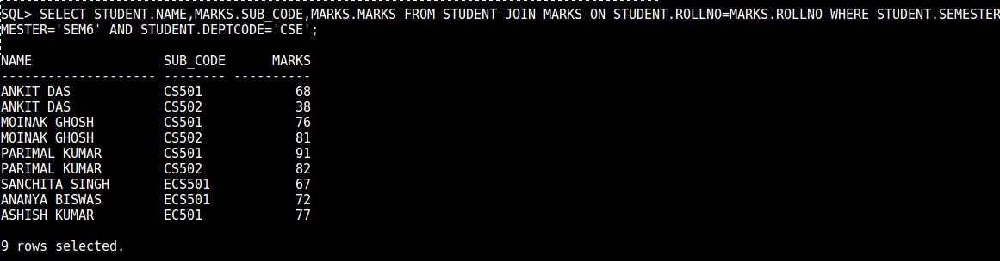 SQL> SELECT STUDENT.NAME,MARKS.SUB_CODE,MARKS.MARKS FROM STUDENT JOIN MARKS ON STUDENT.ROLLNO=MARKS.ROLLNO WHERE STUDENT.SEMESTER
MESTER='SEM6' AND STUDENT.DEPTCODE='CSE';
NAME SUB_CODE MARKS
-------------------- -------- ----------
ANKIT DAS CS501 68
ANKIT DAS CS502 38
MOINAK GHOSH CS501 76
MOINAK GHOSH CS502 81
PARIMAL KUMAR CS501 91
PARIMAL KUMAR CS502 82
SANCHITA SINGH ECS501 67
ANANYA BISWAS ECS501 72
ASHISH KUMAR EC501 77
9 rows selected.